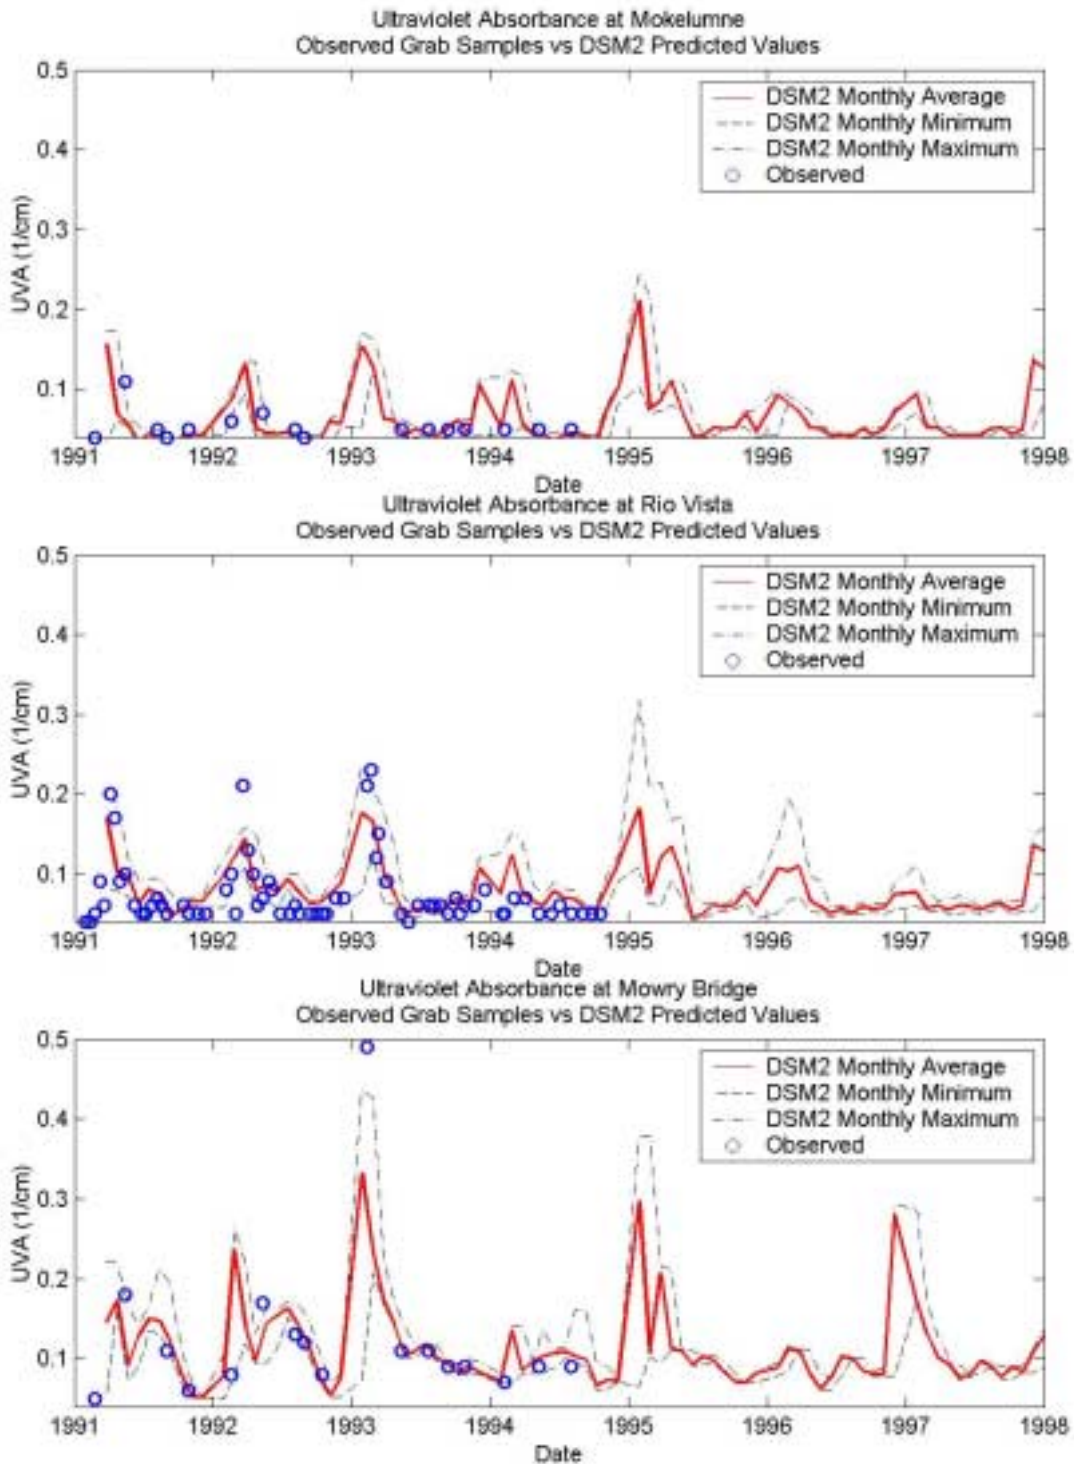 Ultraviolet Absorbance at Mokelumne
Observed Grab Samples vs DSM2 Predicted Values
0.5
0.4
0.3
0.2
0.1
UVA (1/cm)
DSM2 Monthly Average
DSM2 Monthly Minimum
DSM2 Monthly Maximum
Observed
1991 1992 1993 1994 1995 1996 1997 1998
Date
Ultraviolet Absorbance at Rio Vista
Observed Grab Samples vs DSM2 Predicted Values
0.5
0.4
0.3
0.2
0.1
UVA (1/cm)
DSM2 Monthly Average
DSM2 Monthly Minimum
DSM2 Monthly Maximum
Observed
1991 1992 1993 1994 1995 1996 1997 1998
Date
Ultraviolet Absorbance at Mowry Bridge
Observed Grab Samples vs DSM2 Predicted Values
0.5
0.4
0.3
0.2
0.1
UVA (1/cm)
DSM2 Monthly Average
DSM2 Monthly Minimum
DSM2 Monthly Maximum
Observed
1991 1992 1993 1994 1995 1996 1997 1998
Date